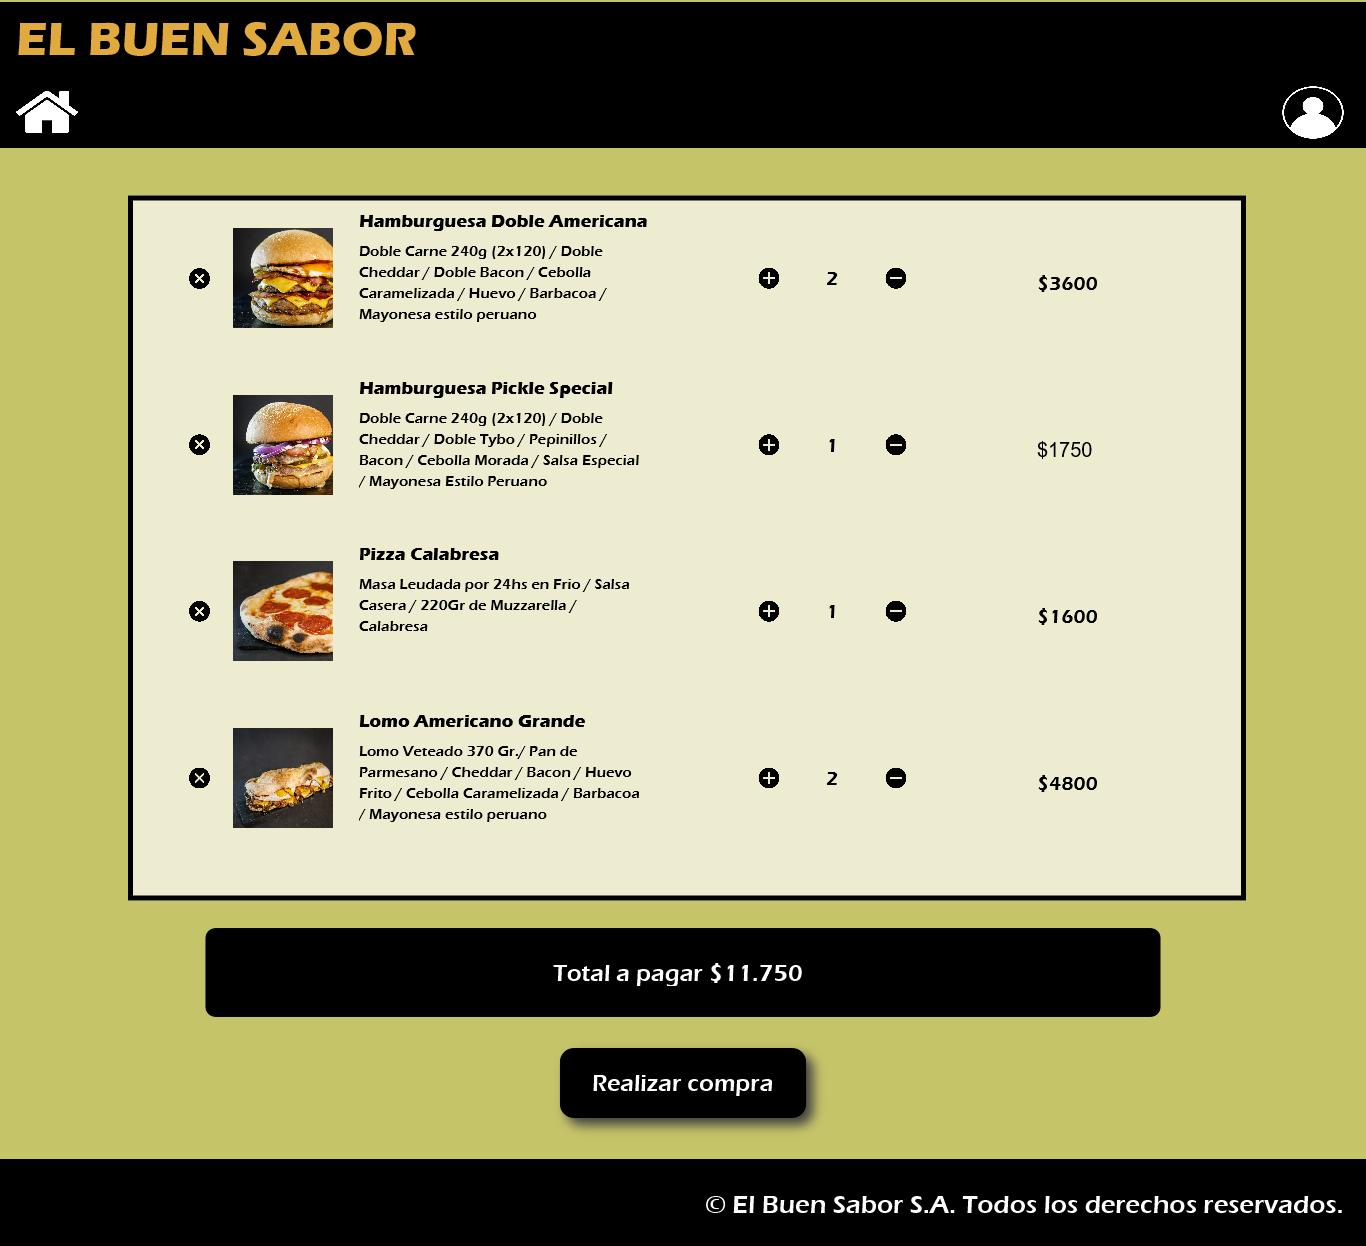 EL BUEN SABOR
Hamburguesa Doble Americana
Doble Carne 240g (2x120) / Doble
Cheddar / Doble Bacon / Cebolla
Caramelizada / Huevo / Barbacoa /
Mayonesa estilo peruano
2
$3600
Hamburguesa Pickle Special
Doble Carne 240g (2x120) / Doble
Cheddar / Doble Tybo / Pepinillos /
Bacon / Cebolla Morada / Salsa Especial
/ Mayonesa Estilo Peruano
1
$1750
Pizza Calabresa
Masa Leudada por 24hs en Frio / Salsa
Casera / 220Gr de Muzzarella /
Calabresa
1
$1600
Lomo Americano Grande
Lomo Veteado 370 Gr./ Pan de
Parmesano / Cheddar / Bacon / Huevo
Frito / Cebolla Caramelizada / Barbacoa
/ Mayonesa estilo peruano
2
$4800
Total a pagar $11.750
Realizar compra
© El Buen Sabor S.A. Todos los derechos reservados.